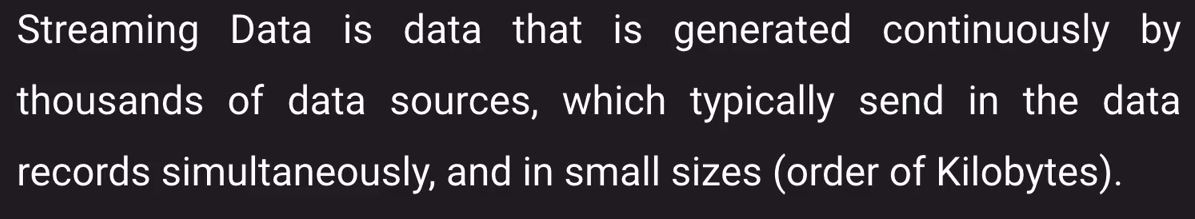 Streaming Data is data that is generated continuously by
thousands of data sources, which typically send in the data
records simultaneously, and in small sizes (order of Kilobytes).